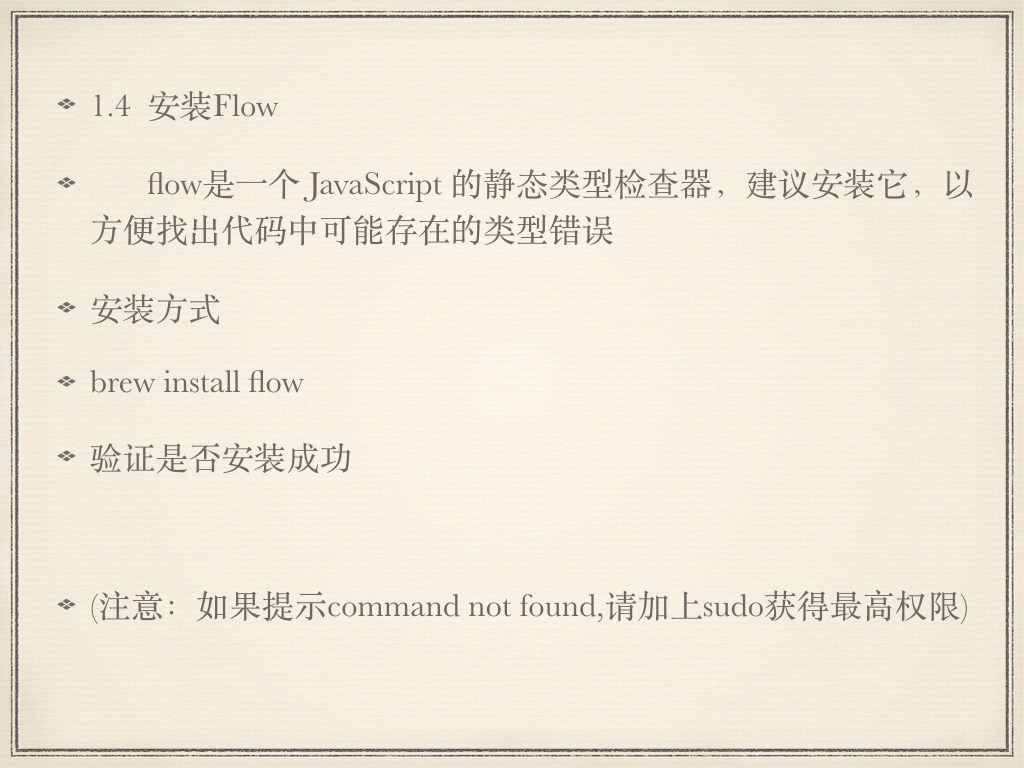 1.4 安装Flow
flow是一个 JavaScript 的静态类型检查器，建议安装它，以
方便找出代码中可能存在的类型错误
安装方式
brew install flow
验证是否安装成功
(注意：如果提示command not found,请加上sudo获得最高权限)